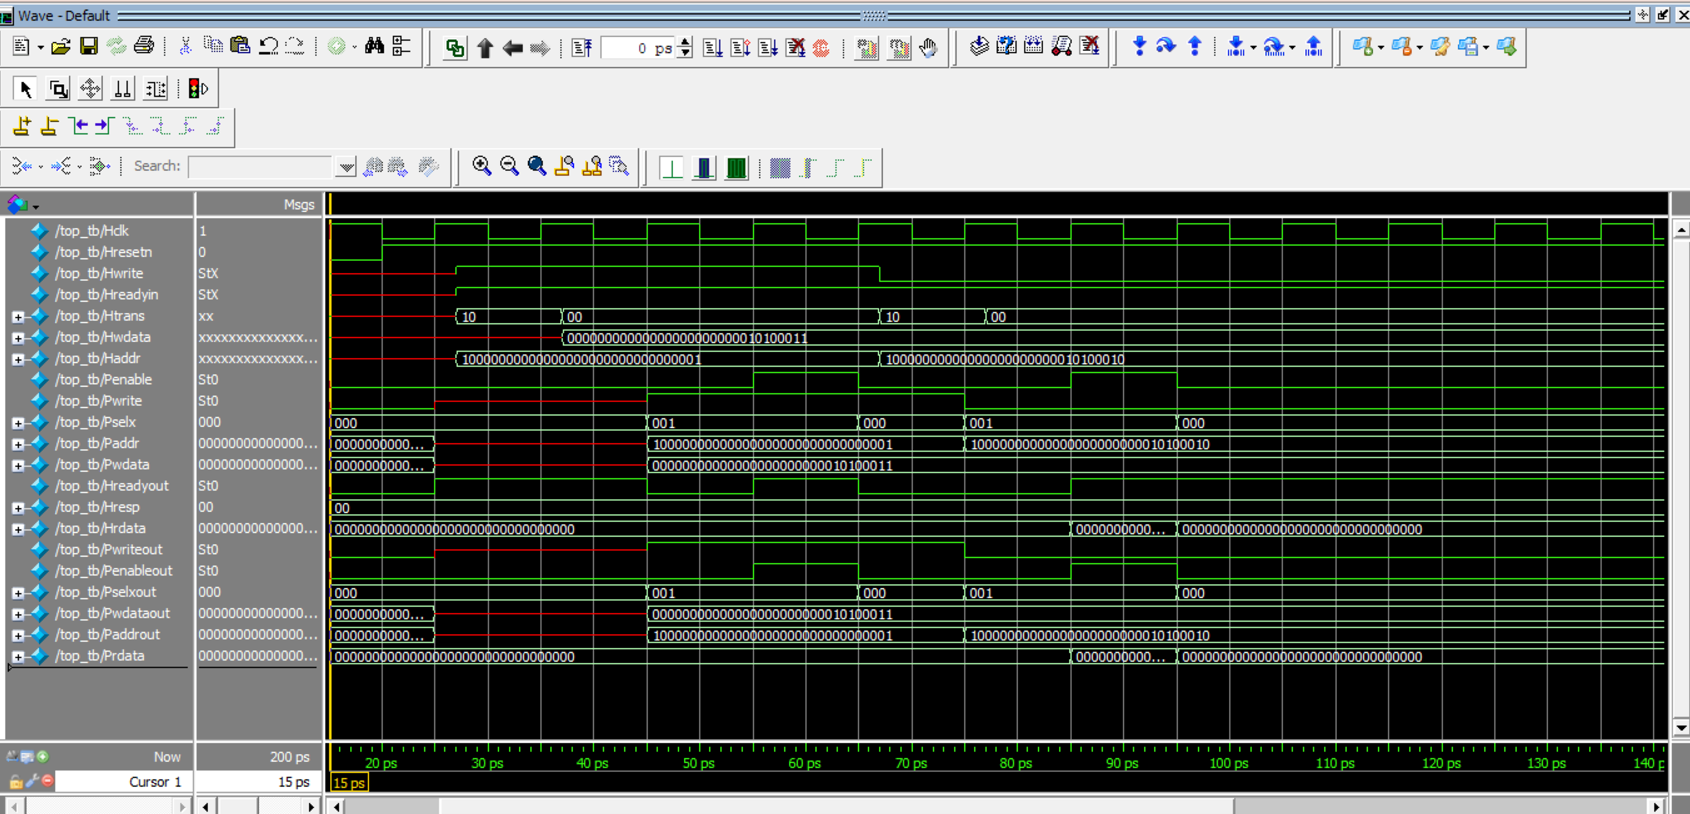 Wave - Default
0 ps
Search:
Msgs
/top_tb/Hclk 1
/top_tb/Hresetn 0
/top_tb/Hwrite StX
/top_tb/Hreadyin StX
/top_tb/Htrans xx 10 00 10 00
/top_tb/Hwdata xxxxxxxxxxxxxxx... 00000000000000000000000010100011
/top_tb/Haddr xxxxxxxxxxxxxxx... 10000000000000000000000000000001 10000000000000000000000010100010
/top_tb/Penable St0
/top_tb/Pwrite St0
/top_tb/Pselx 000 000 001 000 001 000
/top_tb/Paddr 00000000000000... 0000000000... 10000000000000000000000000000001 10000000000000000000000010100010
/top_tb/Pwdata 00000000000000... 0000000000... 00000000000000000000000010100011
/top_tb/Hreadyout St0
/top_tb/Hresp 00 00
/top_tb/Hrdata 00000000000000... 00000000000000000000000000000000 0000000000... 00000000000000000000000000000000
/top_tb/Pwriteout St0
/top_tb/Penableout St0
/top_tb/Pselxout 000 000 001 000 001 000
/top_tb/Pwdataout 00000000000000... 0000000000... 00000000000000000000000010100011
/top_tb/Paddrout 00000000000000... 0000000000... 10000000000000000000000000000001 10000000000000000000000010100010
/top_tb/Prdata 00000000000000... 00000000000000000000000000000000 0000000000... 00000000000000000000000000000000
Now 200 ps 20 ps 30 ps 40 ps 50 ps 60 ps 70 ps 80 ps 90 ps 100 ps 110 ps 120 ps 130 ps 140 p
Cursor 1 15 ps 15 ps